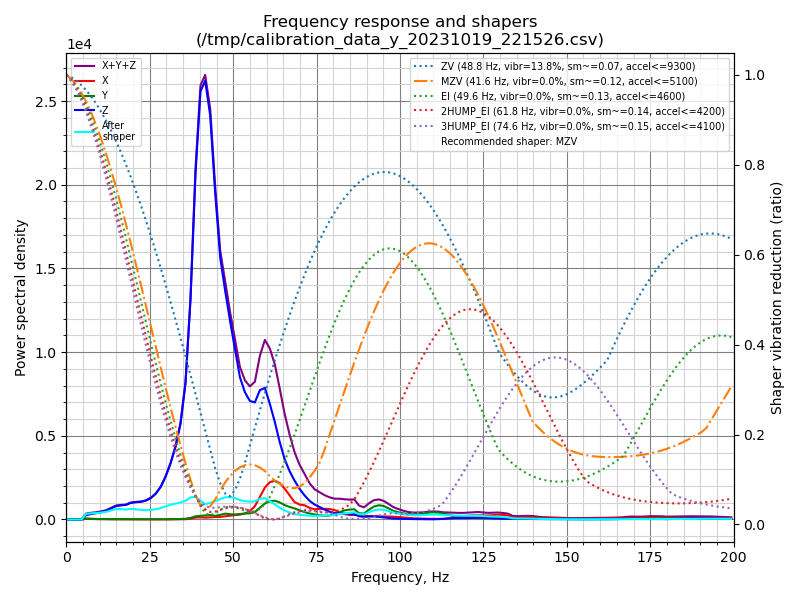 Frequency response and shapers
(/tmp/calibration_data_y_20231019_221526.csv)
1e4
X+Y+Z
X
Y
Z
After
shaper
ZV (48.8 Hz, vibr=13.8%, sm~=0.07, accel<=9300)
MZV (41.6 Hz, vibr=0.0%, sm~=0.12, accel<=5100)
EI (49.6 Hz, vibr=0.0%, sm~=0.13, accel<=4600)
2HUMP_EI (61.8 Hz, vibr=0.0%, sm~=0.14, accel<=4200)
3HUMP_EI (74.6 Hz, vibr=0.0%, sm~=0.15, accel<=4100)
Recommended shaper: MZV
Power spectral density
2.5
2.0
1.5
1.0
0.5
0.0
Shaper vibration reduction (ratio)
1.0
0.8
0.6
0.4
0.2
0.0
0 25 50 75 100 125 150 175 200
Frequency, Hz